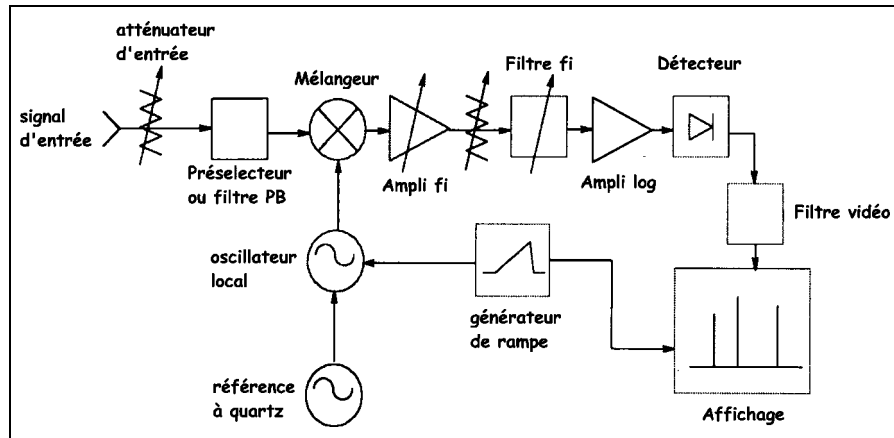 atténuateur
d'entrée
signal
d'entrée
Préselecteur
ou filtre PB
Mélangeur
Ampli fi
Filtre fi
Ampli log
Détecteur
Filtre vidéo
oscillateur
local
générateur
de rampe
référence
à quartz
Affichage